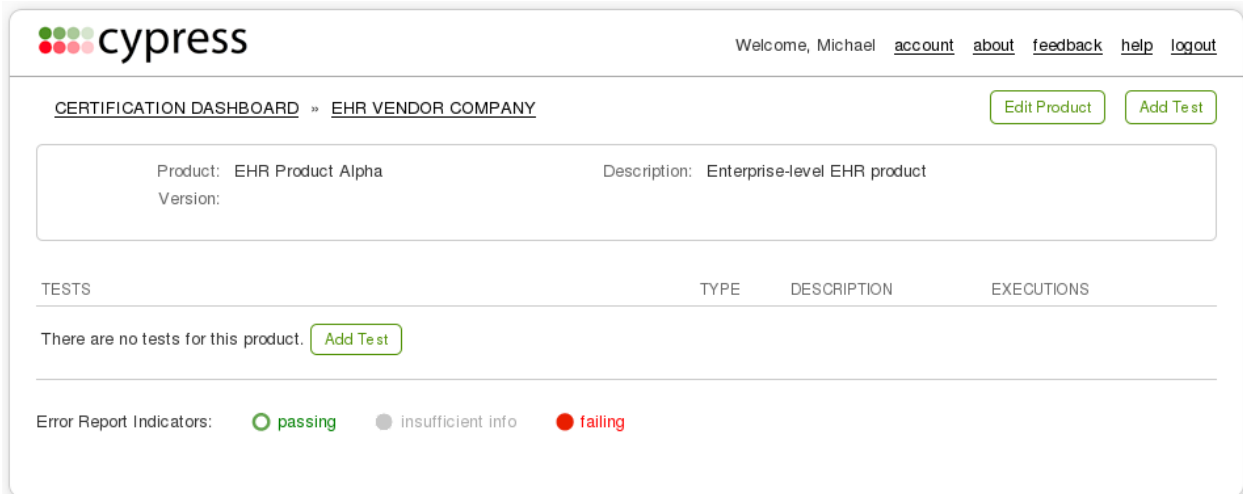 cypress
Welcome, Michael account about feedback help logout
CERTIFICATION DASHBOARD » EHR VENDOR COMPANY Edit Product Add Test
Product: EHR Product Alpha Description: Enterprise-level EHR product
Version:
TESTS TYPE DESCRIPTION EXECUTIONS
There are no tests for this product. Add Test
Error Report Indicators: passing insufficient info failing